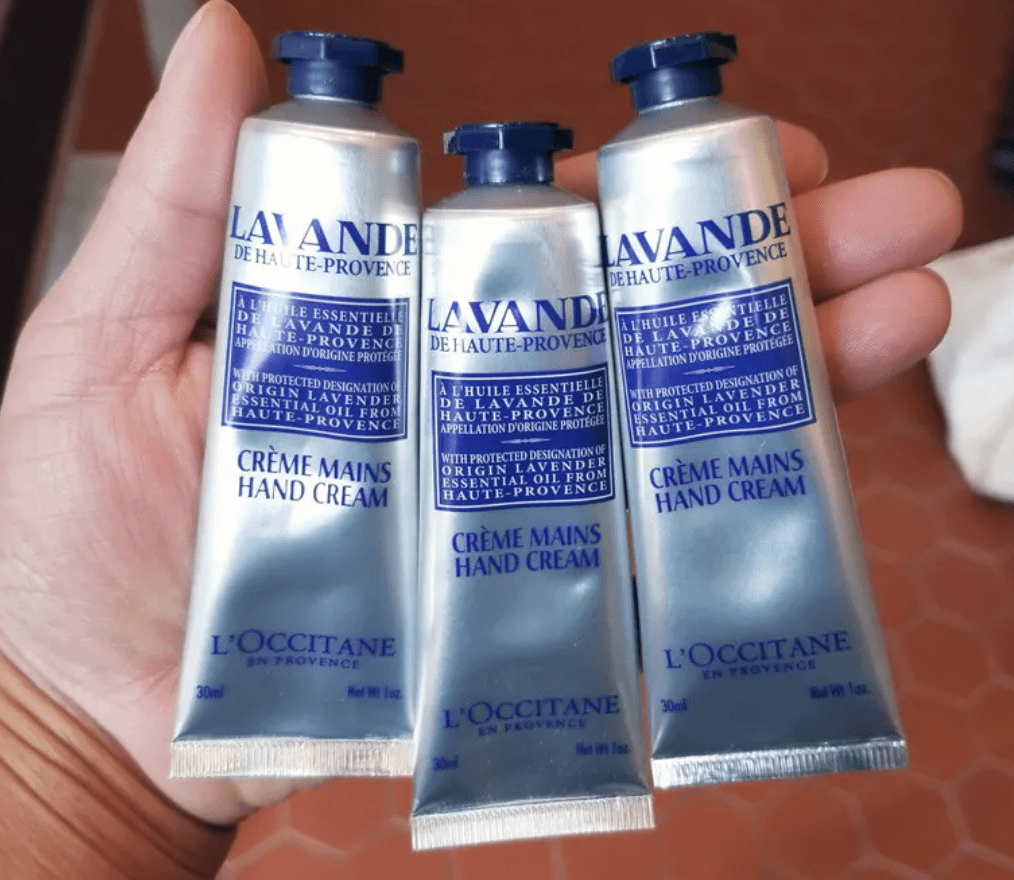 LAVANDE
DE HAUTE-PROVENCE
À L'HUILE ESSENTIELLE
DE LAVANDE DE
HAUTE-PROVENCE
APPELLATION D'ORIGINE PROTÉGÉE
WITH PROTECTED DESIGNATION OF
ORIGIN LAVENDER
ESSENTIAL OIL FROM
HAUTE-PROVENCE
CRÈME MAINS
HAND CREAM
L'OCCITANE
EN PROVENCE
30ml Net Wt 1oz.
LAVANDE
DE HAUTE-PROVENCE
À L'HUILE ESSENTIELLE
DE LAVANDE DE
HAUTE-PROVENCE
APPELLATION D'ORIGINE PROTÉGÉE
WITH PROTECTED DESIGNATION OF
ORIGIN LAVENDER
ESSENTIAL OIL FROM
HAUTE-PROVENCE
CRÈME MAINS
HAND CREAM
L'OCCITANE
EN PROVENCE
30ml Net Wt 1oz.
LAVANDE
DE HAUTE-PROVENCE
À L'HUILE ESSENTIELLE
DE LAVANDE DE
HAUTE-PROVENCE
APPELLATION D'ORIGINE PROTÉGÉE
WITH PROTECTED DESIGNATION OF
ORIGIN LAVENDER
ESSENTIAL OIL FROM
HAUTE-PROVENCE
CRÈME MAINS
HAND CREAM
L'OCCITANE
EN PROVENCE
30ml Net Wt 1oz.